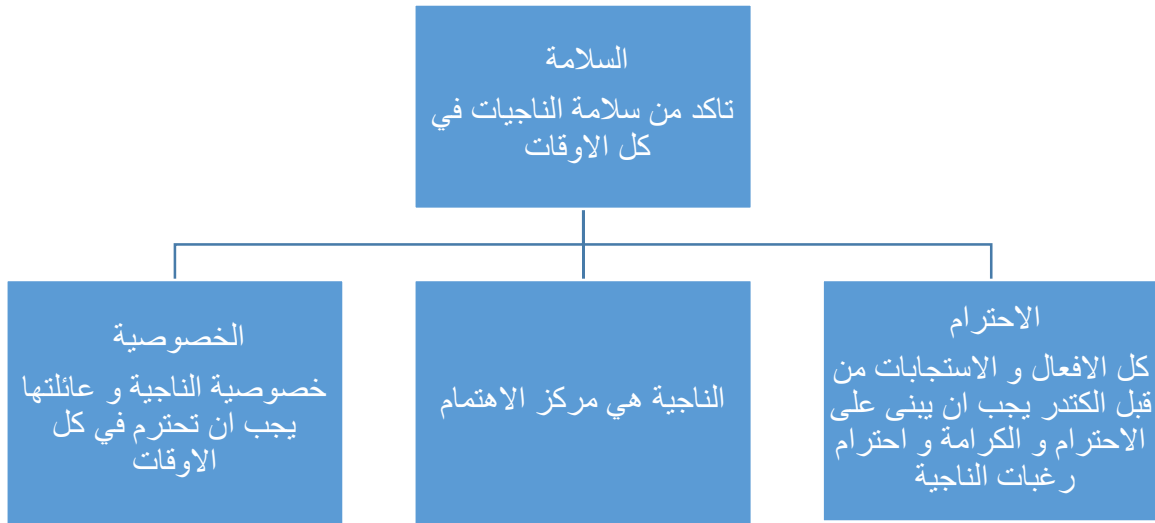 السلامة
تاكد من سلامة الناجيات في
كل الاوقات
الاحترام
كل الافعال و الاستجابات من
قبل الكتدر يجب ان يبنى على
الاحترام و الكرامة و احترام
رغبات الناجية
الناجية هي مركز الاهتمام
الخصوصية
خصوصية الناجية و عائلتها
يجب ان تحترم في كل
الاوقات